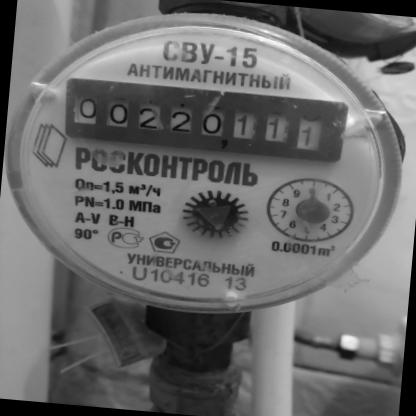 СВУ-15
АНТИМАГНИТНЫЙ
00220,111
РОСКОНТРОЛЬ
Qn=1,5 м³/ч
PN=1.0 МПа
A-V B-H
90° РСТ
0.0001m³
УНИВЕРСАЛЬНЫЙ
U10416 13